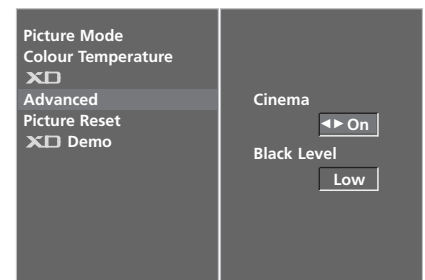 Picture Mode
Colour Temperature
XD
Advanced
Picture Reset
XD Demo
Cinema
On
Black Level
Low